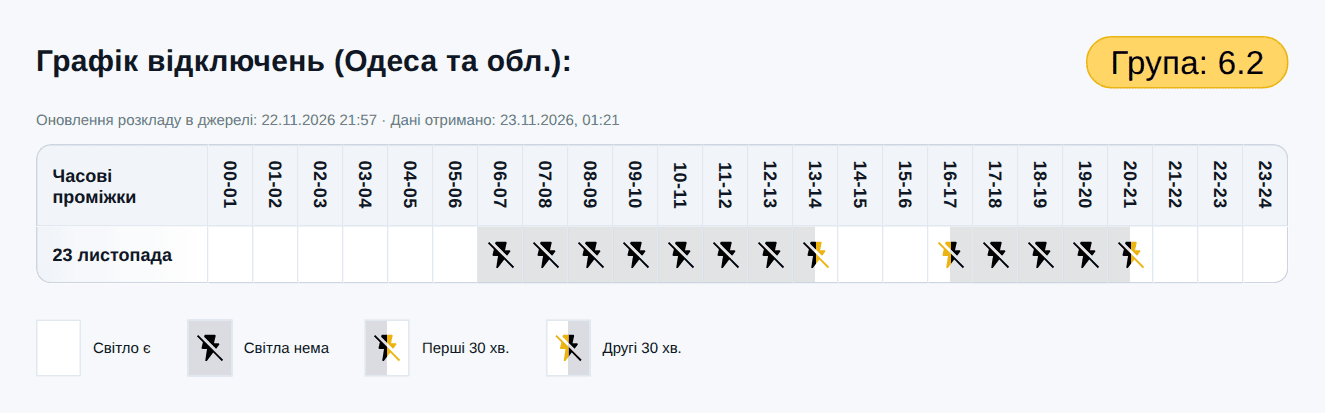 Графік відключень (Одеса та обл.):
Група: 6.2
Оновлення розкладу в джерелі: 22.11.2026 21:57 · Дані отримано: 23.11.2026, 01:21
Часові
проміжки
00-01
01-02
02-03
03-04
04-05
05-06
06-07
07-08
08-09
09-10
10-11
11-12
12-13
13-14
14-15
15-16
16-17
17-18
18-19
19-20
20-21
21-22
22-23
23-24
23 листопада
Світло є
Світла нема
Перші 30 хв.
Другі 30 хв.